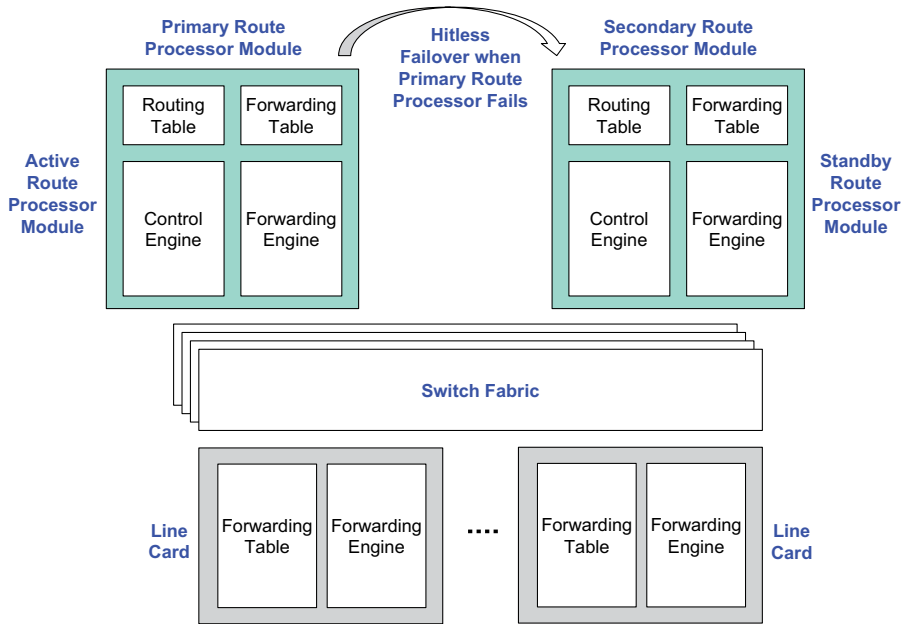 Primary Route
Processor Module
Hitless
Failover when
Primary Route
Processor Fails
Secondary Route
Processor Module
Active
Route
Processor
Module
Routing
Table
Forwarding
Table
Control
Engine
Forwarding
Engine
Routing
Table
Forwarding
Table
Control
Engine
Forwarding
Engine
Standby
Route
Processor
Module
Switch Fabric
Line
Card
Forwarding
Table
Forwarding
Engine
....
Forwarding
Table
Forwarding
Engine
Line
Card